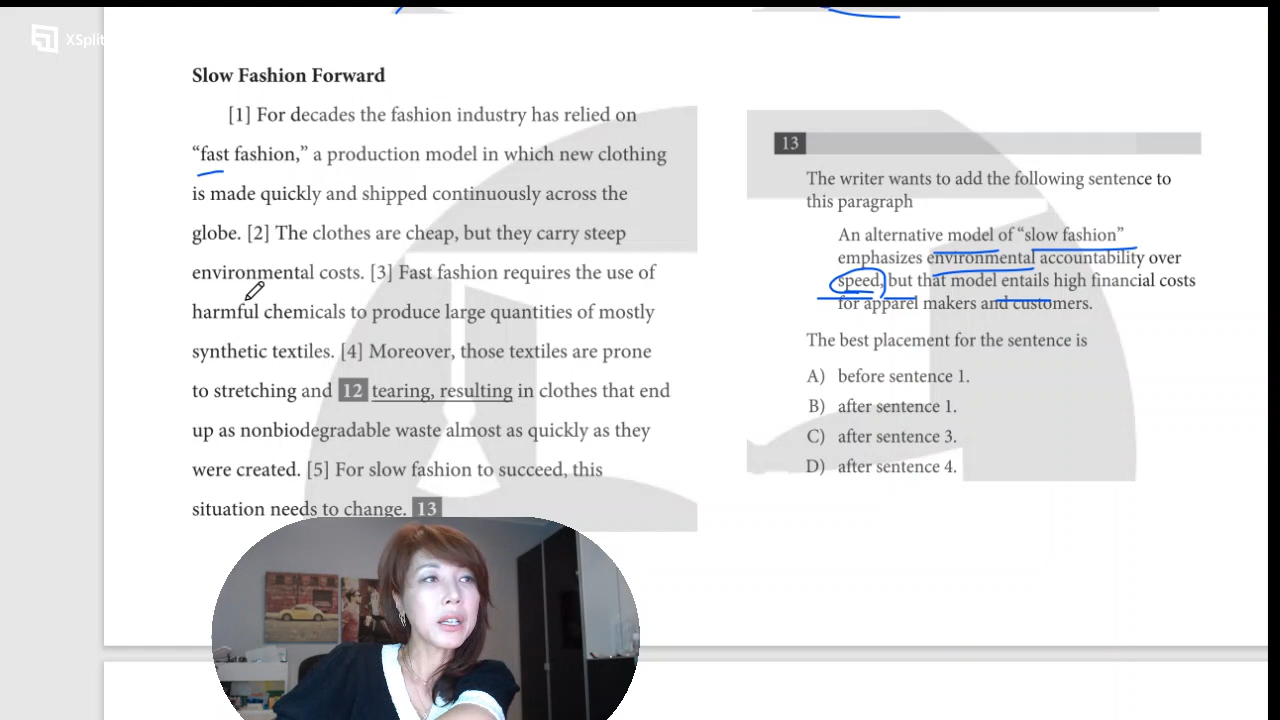 XSplit
Slow Fashion Forward
[1] For decades the fashion industry has relied on
“fast fashion,” a production model in which new clothing
is made quickly and shipped continuously across the
globe. [2] The clothes are cheap, but they carry steep
environmental costs. [3] Fast fashion requires the use of
harmful chemicals to produce large quantities of mostly
synthetic textiles. [4] Moreover, those textiles are prone
to stretching and 12 tearing, resulting in clothes that end
up as nonbiodegradable waste almost as quickly as they
were created. [5] For slow fashion to succeed, this
situation needs to change. 13
13
The writer wants to add the following sentence to
this paragraph
An alternative model of “slow fashion”
emphasizes environmental accountability over
speed, but that model entails high financial costs
for apparel makers and customers.
The best placement for the sentence is
A) before sentence 1.
B) after sentence 1.
C) after sentence 3.
D) after sentence 4.